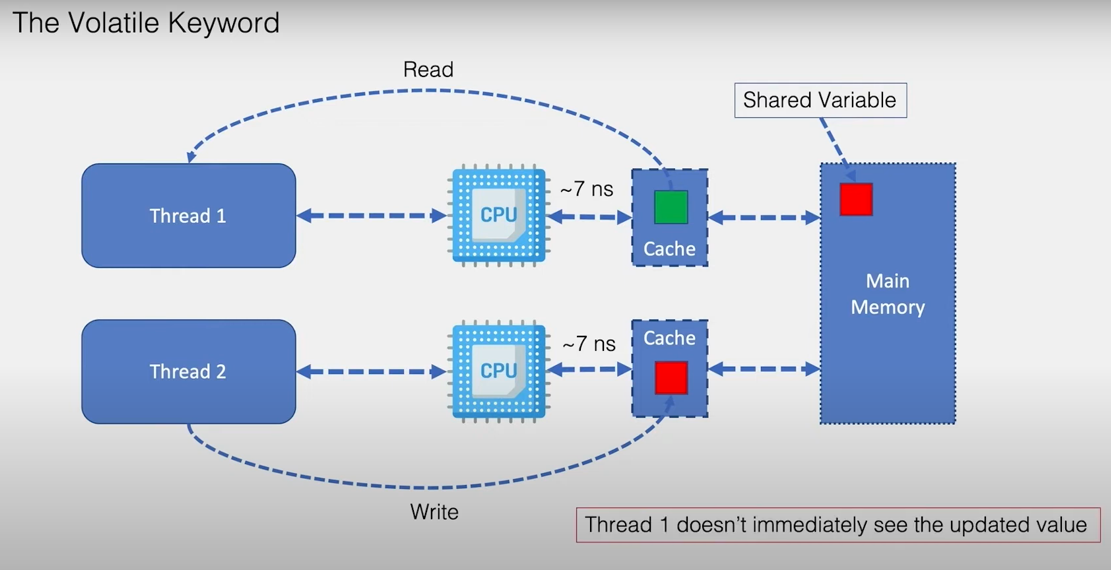 The Volatile Keyword
Read
Shared Variable
Thread 1
CPU
~7 ns
Cache
Main
Memory
Thread 2
CPU
~7 ns
Cache
Write
Thread 1 doesn't immediately see the updated value